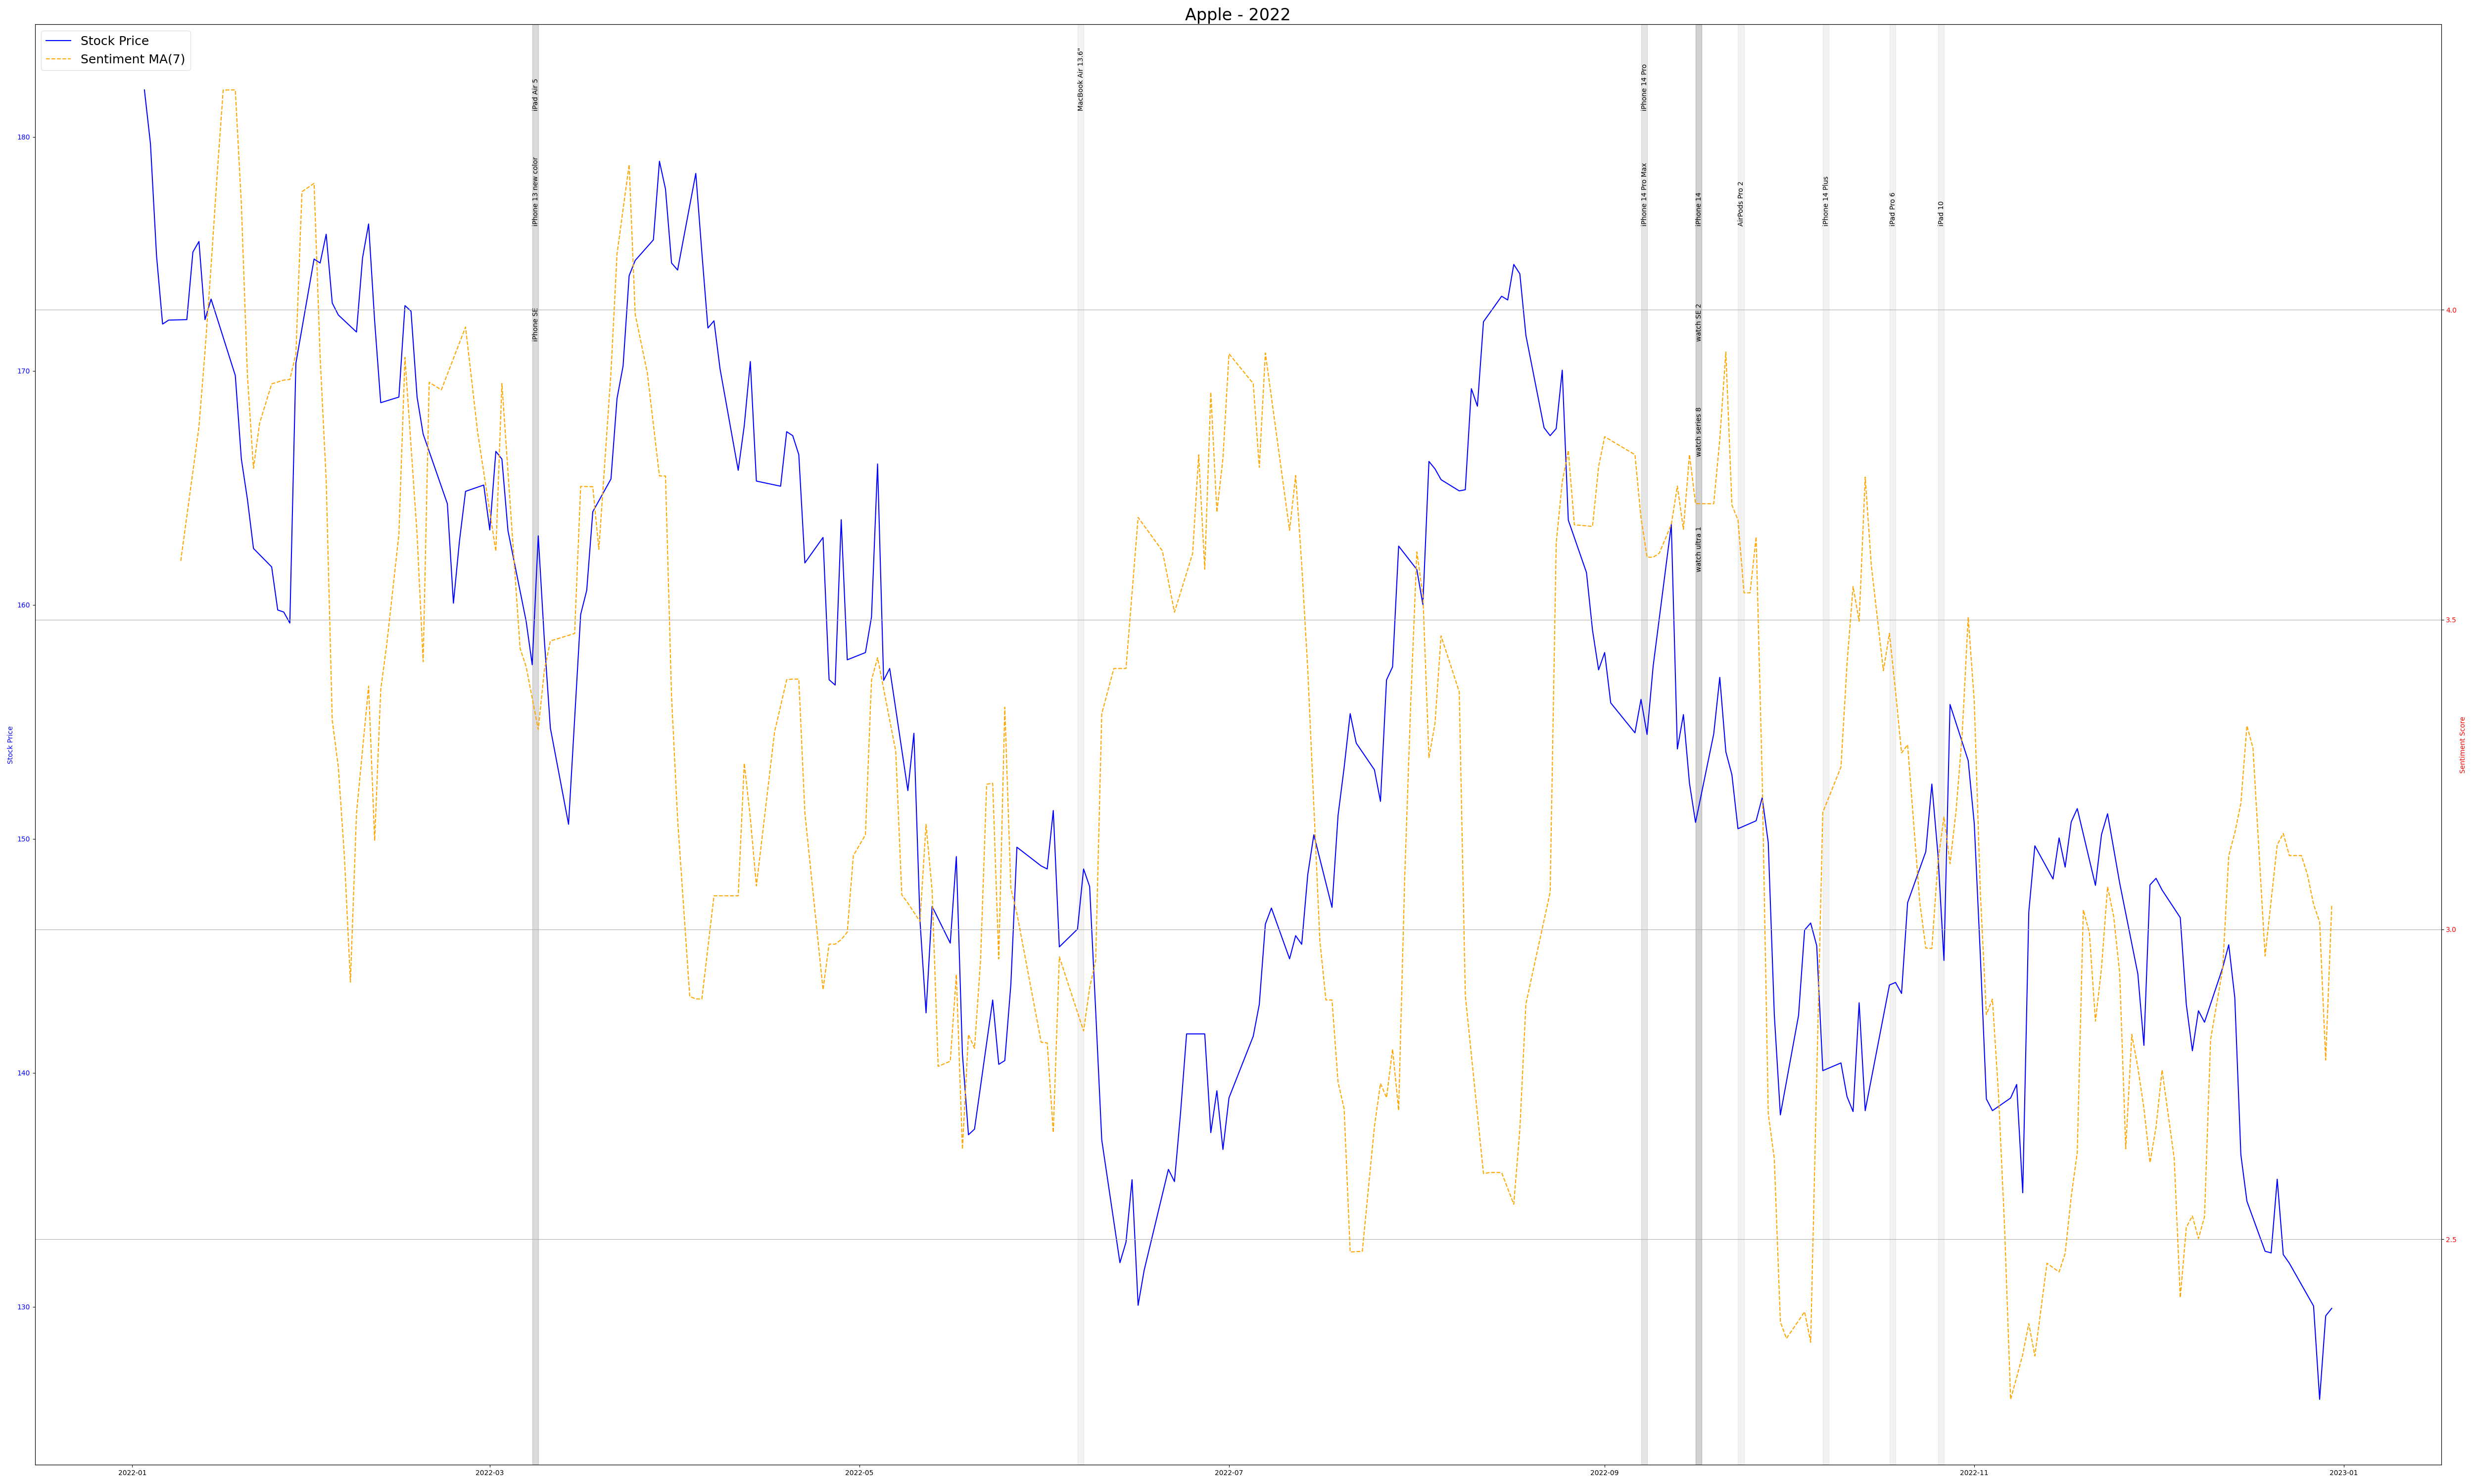 Apple - 2022
Stock Price
Sentiment MA(7)
iPad Air 5
iPhone 13 new color
iPhone SE
MacBook Air 13.6"
iPhone 14 Pro
iPhone 14 Pro Max
iPhone 14
watch SE 2
watch series 8
watch ultra 1
AirPods Pro 2
iPhone 14 Plus
iPad Pro 6
iPad 10
Stock Price
180
170
160
150
140
130
4.0
3.5
3.0
2.5
Sentiment Score
2022-01
2022-03
2022-05
2022-07
2022-09
2022-11
2023-01